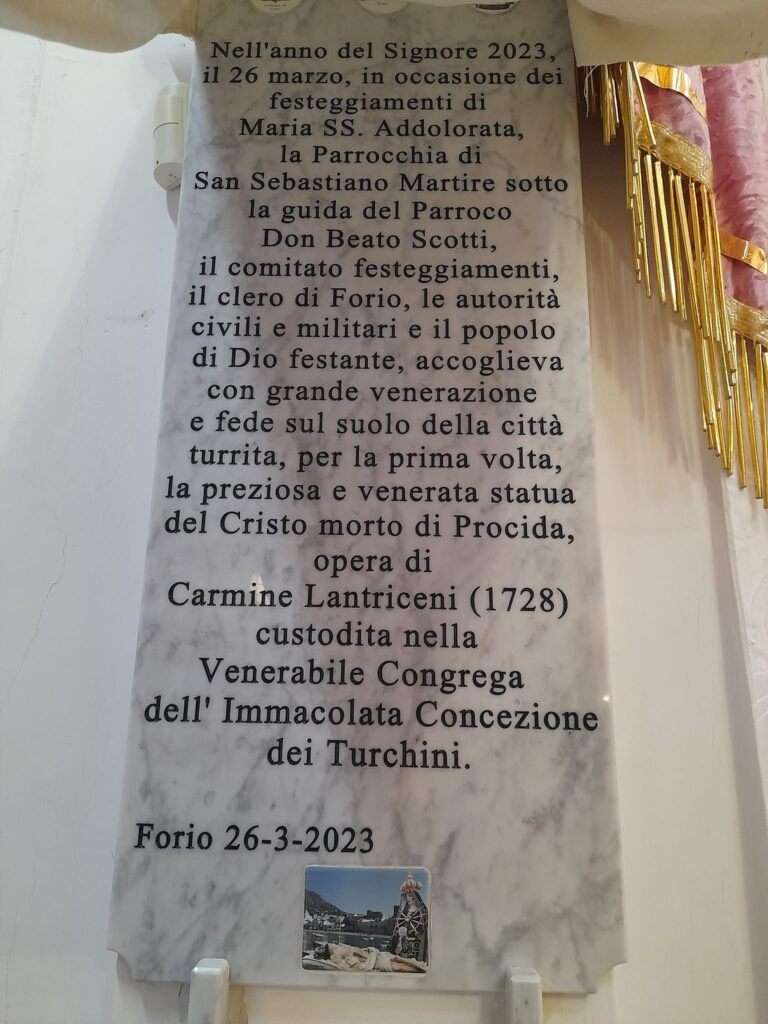 Nell'anno del Signore 2023,
il 26 marzo, in occasione dei
festeggiamenti di
Maria SS. Addolorata,
la Parrocchia di
San Sebastiano Martire sotto
la guida del Parroco
Don Beato Scotti,
il comitato festeggiamenti,
il clero di Forio, le autorità
civili e militari e il popolo
di Dio festante, accoglieva
con grande venerazione
e fede sul suolo della città
turrita, per la prima volta,
la preziosa e venerata statua
del Cristo morto di Procida,
opera di
Carmine Lantriceni (1728)
custodita nella
Venerabile Congrega
dell' Immacolata Concezione
dei Turchini.
Forio 26-3-2023